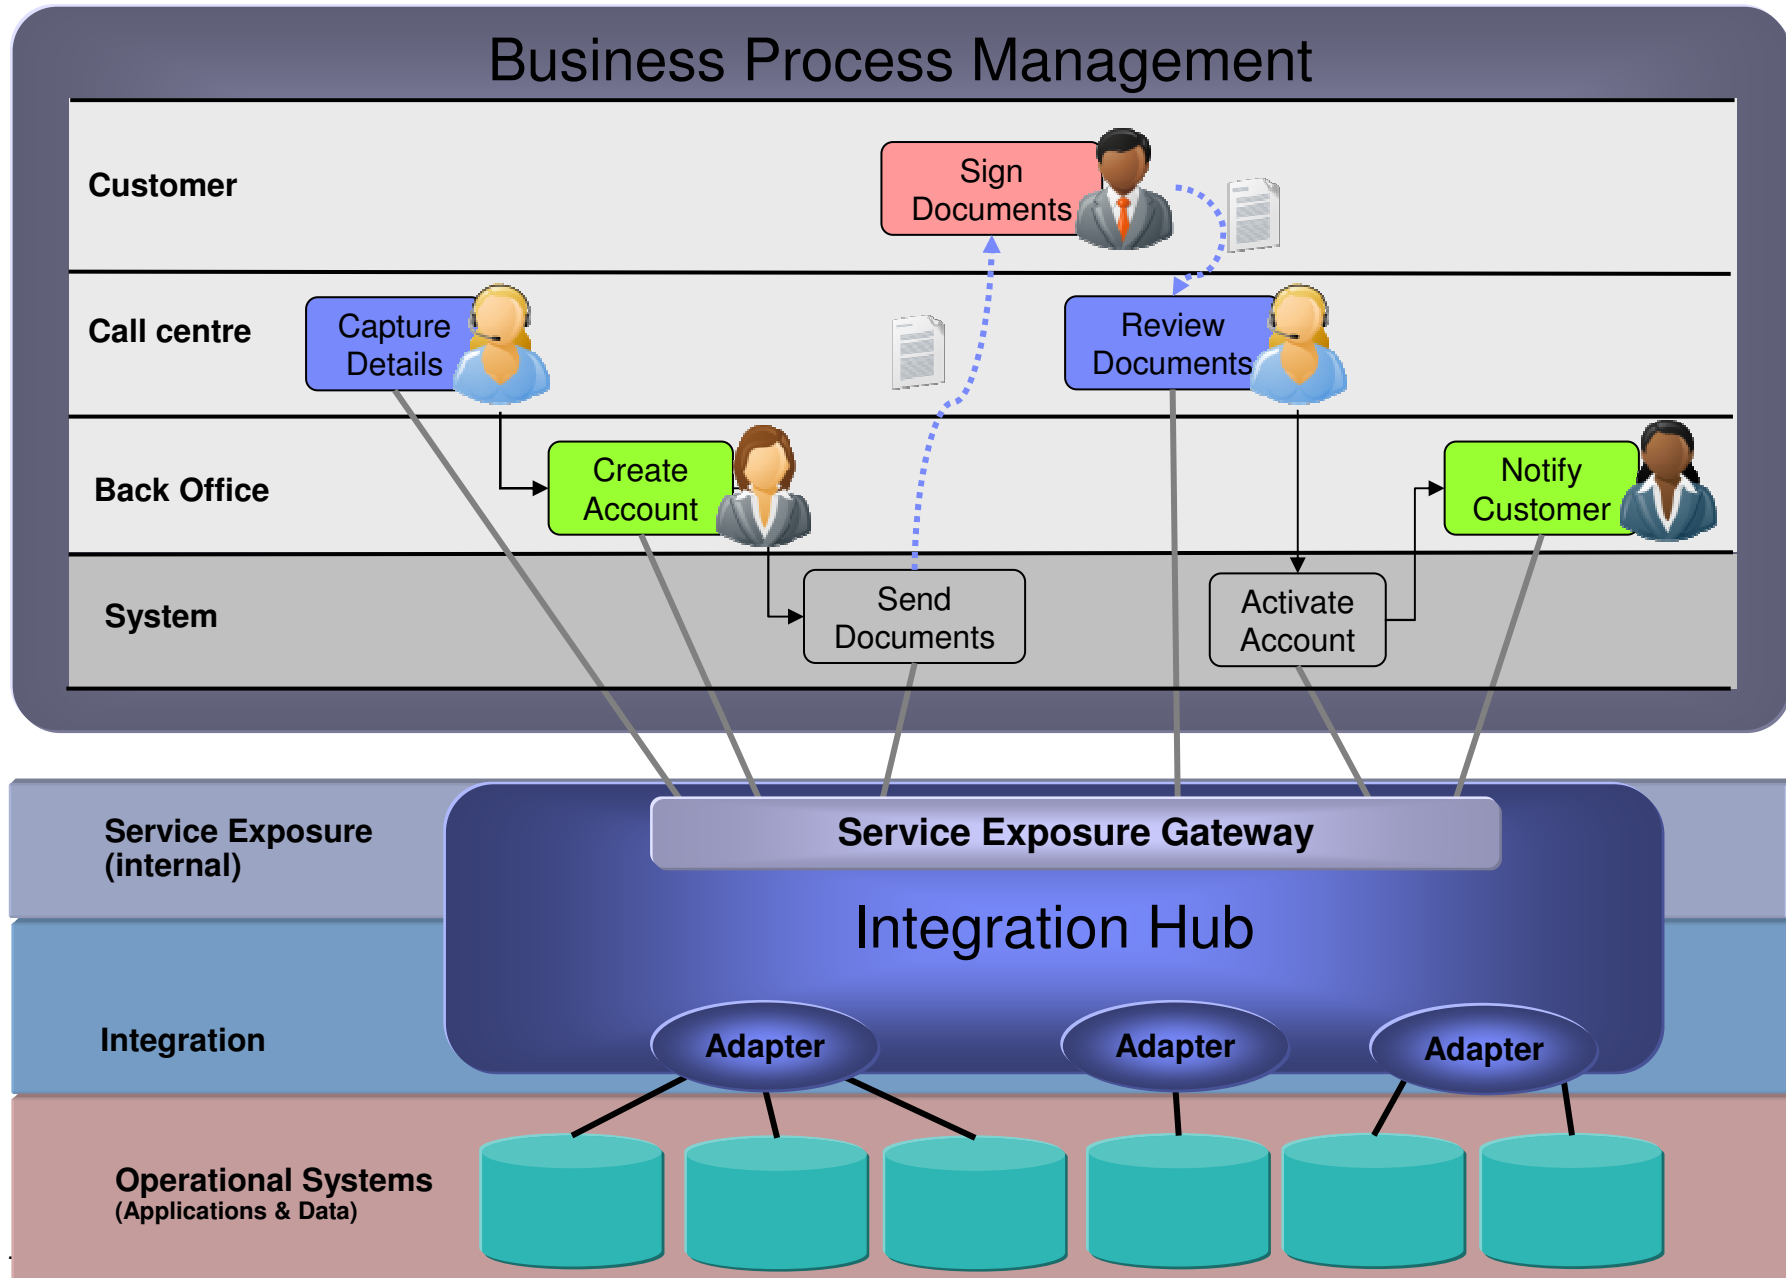 Business Process Management
Customer
Sign
Documents
Call centre
Capture
Details
Review
Documents
Back Office
Create
Account
Notify
Customer
System
Send
Documents
Activate
Account
Service Exposure
(internal)
Service Exposure Gateway
Integration Hub
Integration
Adapter
Adapter
Adapter
Operational Systems
(Applications & Data)